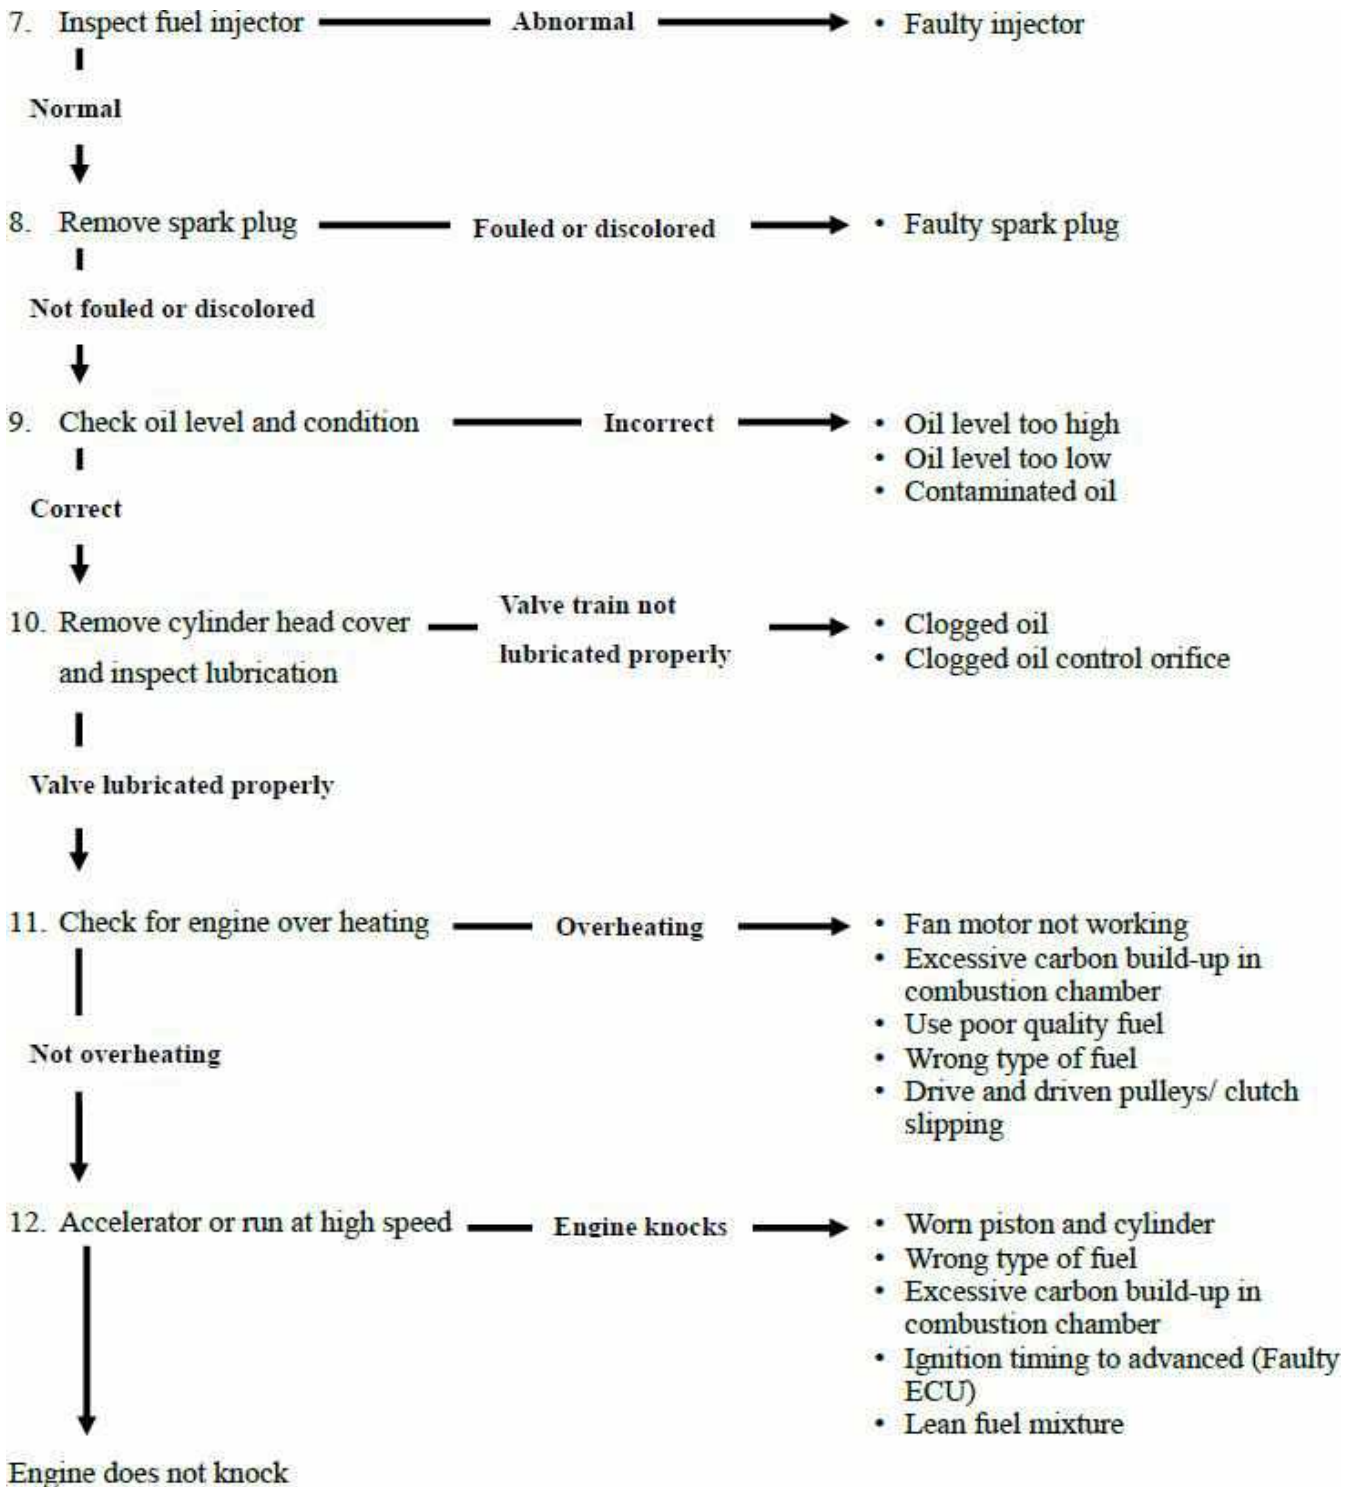 7. Inspect fuel injector Abnormal • Faulty injector
Normal
8. Remove spark plug Fouled or discolored • Faulty spark plug
Not fouled or discolored
9. Check oil level and condition Incorrect • Oil level too high
• Oil level too low
• Contaminated oil
Correct
10. Remove cylinder head cover
and inspect lubrication
Valve train not
lubricated properly
• Clogged oil
• Clogged oil control orifice
Valve lubricated properly
11. Check for engine over heating Overheating • Fan motor not working
• Excessive carbon build-up in
combustion chamber
• Use poor quality fuel
• Wrong type of fuel
• Drive and driven pulleys/ clutch
slipping
Not overheating
12. Accelerator or run at high speed Engine knocks • Worn piston and cylinder
• Wrong type of fuel
• Excessive carbon build-up in
combustion chamber
• Ignition timing to advanced (Faulty
ECU)
• Lean fuel mixture
Engine does not knock